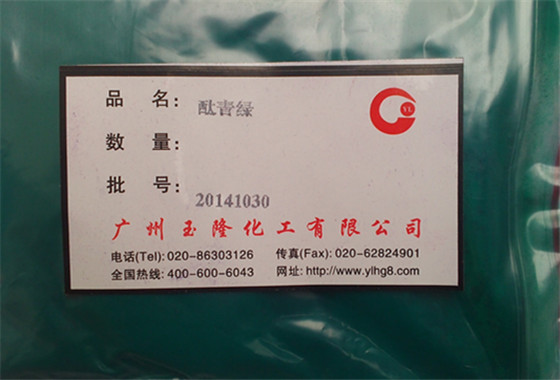 品 名： 酞青绿
数 量：
批 号： 20141030
广州玉隆化工有限公司
电话(Tel): 020-86303126 传真(Fax): 020-62824901
全国热线: 400-600-6043 网址: http://www.ylhg8.com
YL